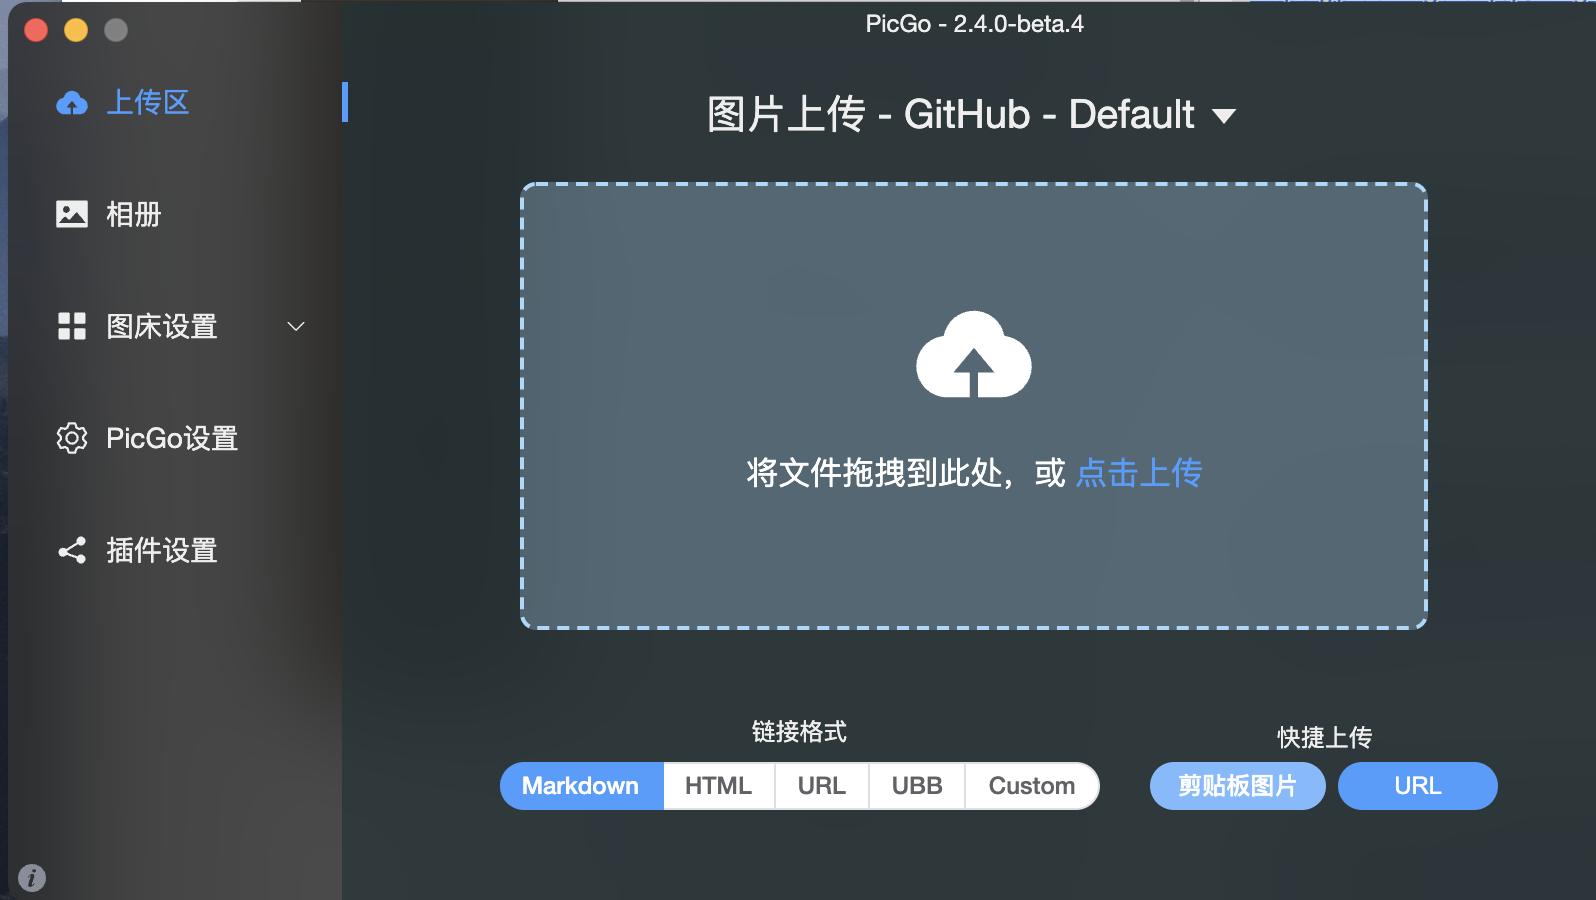 PicGo - 2.4.0-beta.4
上传区
相册
图床设置
PicGo设置
插件设置
图片上传 - GitHub - Default
将文件拖拽到此处，或 点击上传
链接格式
Markdown HTML URL UBB Custom
快捷上传
剪贴板图片 URL
i